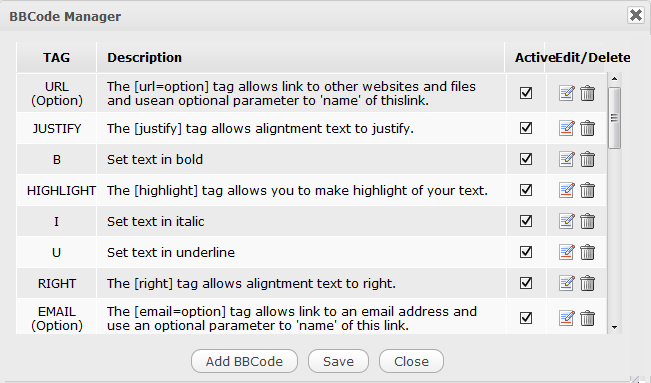 BBCode Manager
TAG Description ActiveEdit/Delete
URL (Option) The [url=option] tag allows link to other websites and files
and usean optional parameter to 'name' of thislink.
JUSTIFY The [justify] tag allows aligntment text to justify.
B Set text in bold
HIGHLIGHT The [highlight] tag allows you to make highlight of your text.
I Set text in italic
U Set text in underline
RIGHT The [right] tag allows aligntment text to right.
EMAIL (Option) The [email=option] tag allows link to an email address and
use an optional parameter to 'name' of this link.
Add BBCode Save Close